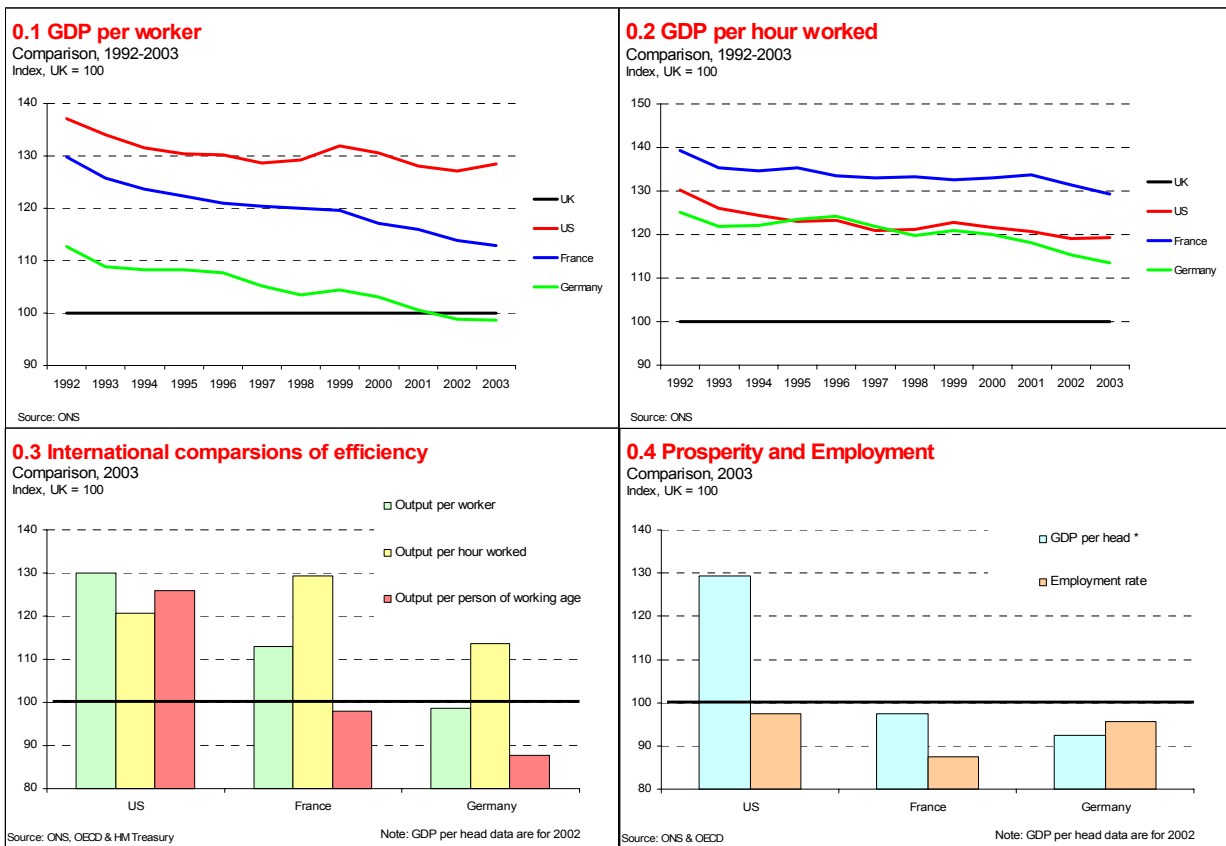 0.1 GDP per worker
Comparison, 1992-2003
Index, UK = 100
140
130
120
110
100
90
1992 1993 1994 1995 1996 1997 1998 1999 2000 2001 2002 2003
UK
US
France
Germany
Source: ONS
0.2 GDP per hour worked
Comparison, 1992-2003
Index, UK = 100
150
140
130
120
110
100
90
1992 1993 1994 1995 1996 1997 1998 1999 2000 2001 2002 2003
UK
US
France
Germany
Source: ONS
0.3 International comparsions of efficiency
Comparison, 2003
Index, UK = 100
Output per worker
Output per hour worked
Output per person of working age
140
130
120
110
100
90
80
US France Germany
Source: ONS, OECD & HM Treasury
Note: GDP per head data are for 2002
0.4 Prosperity and Employment
Comparison, 2003
Index, UK = 100
GDP per head *
Employment rate
140
130
120
110
100
90
80
US France Germany
Source: ONS & OECD
Note: GDP per head data are for 2002